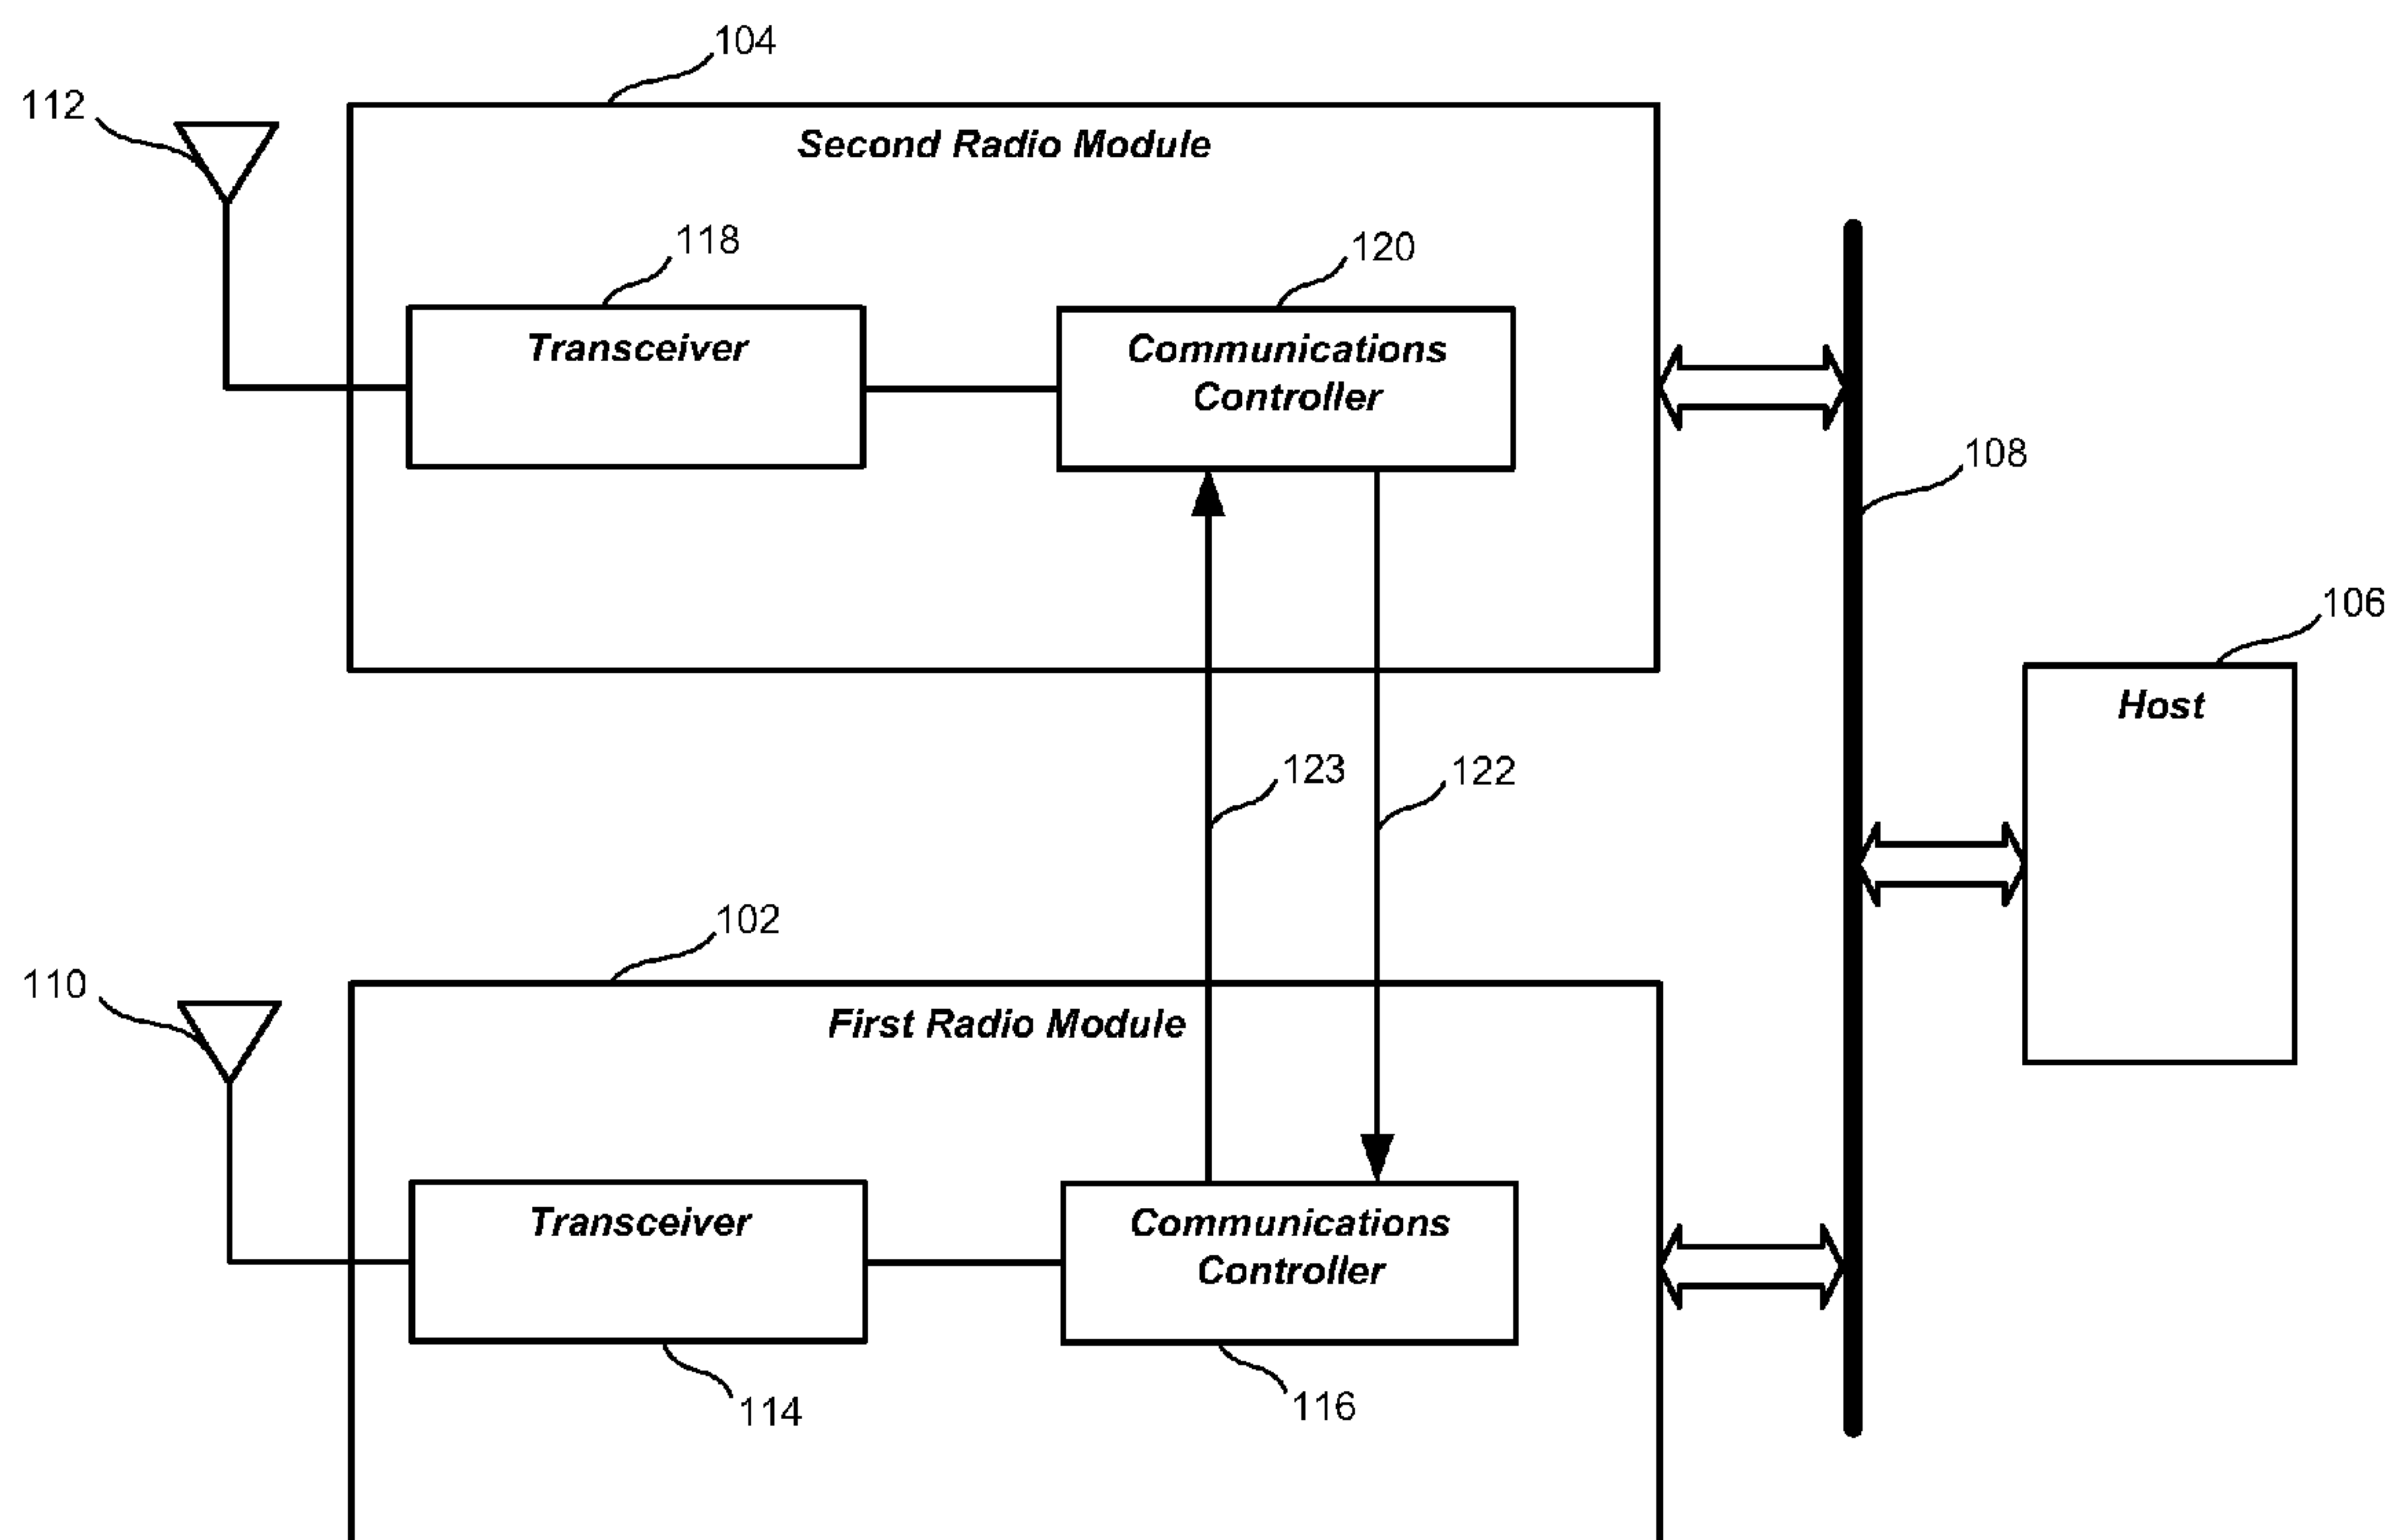 104
112
Second Radio Module
118
120
Transceiver
Communications
Controller
108
106
Host
123
122
102
110
First Radio Module
Transceiver
Communications
Controller
114
116